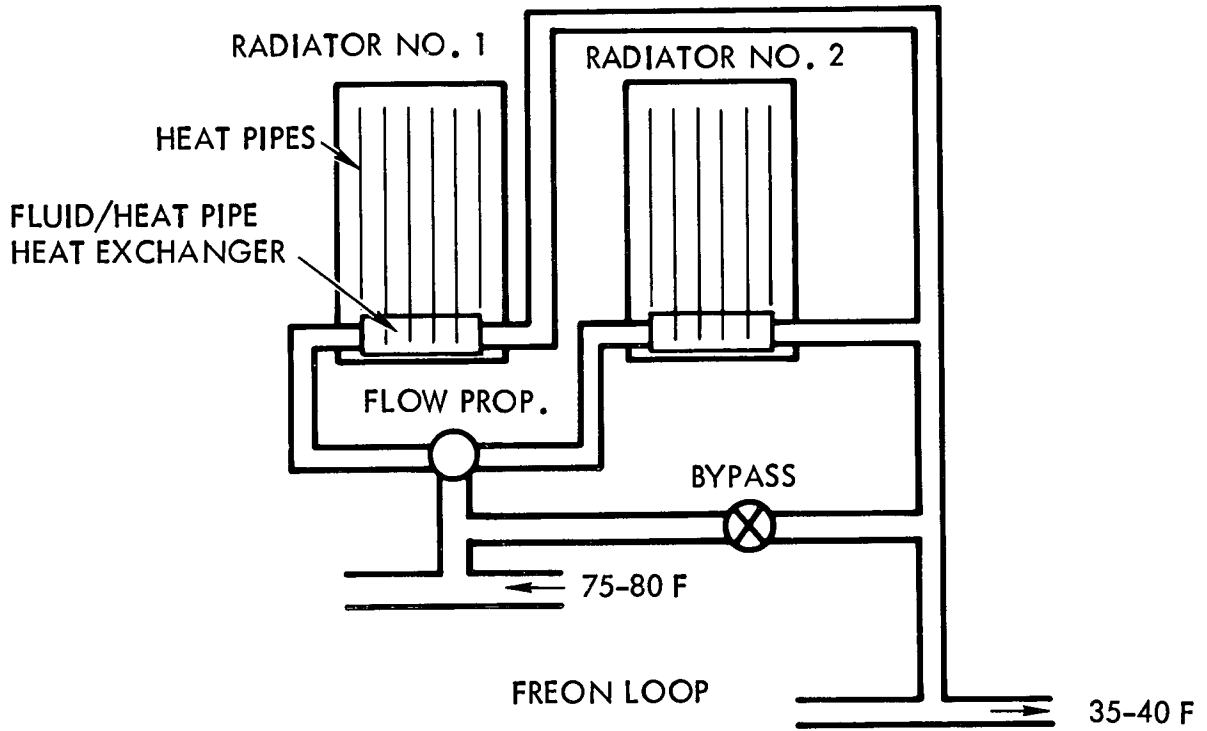 RADIATOR NO. 1
RADIATOR NO. 2
HEAT PIPES
FLUID/HEAT PIPE
HEAT EXCHANGER
FLOW PROP.
BYPASS
75-80 F
FREON LOOP
35-40 F